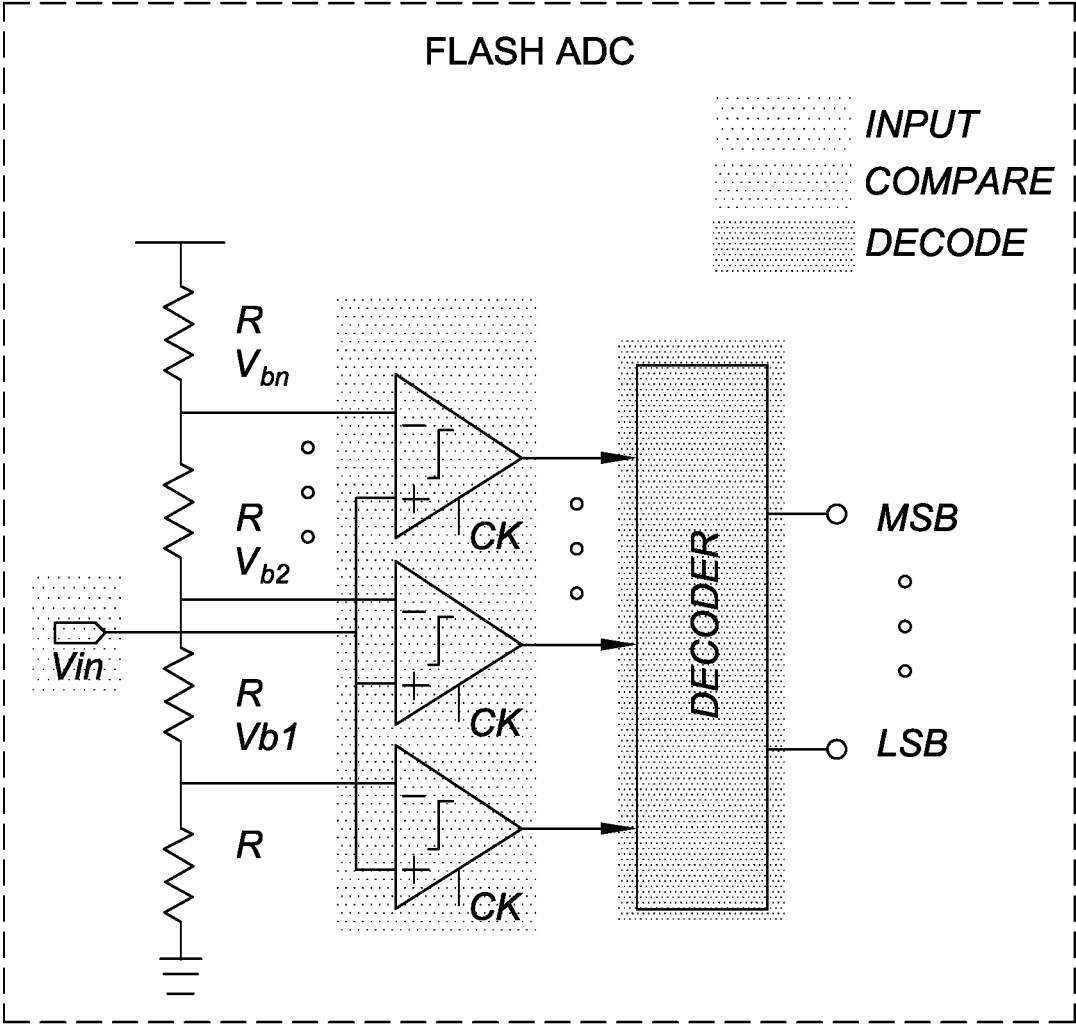 FLASH ADC
INPUT
COMPARE
DECODE
R
Vbn
R
Vb2
Vin
R
Vb1
R
CK
CK
CK
DECODER
MSB
LSB